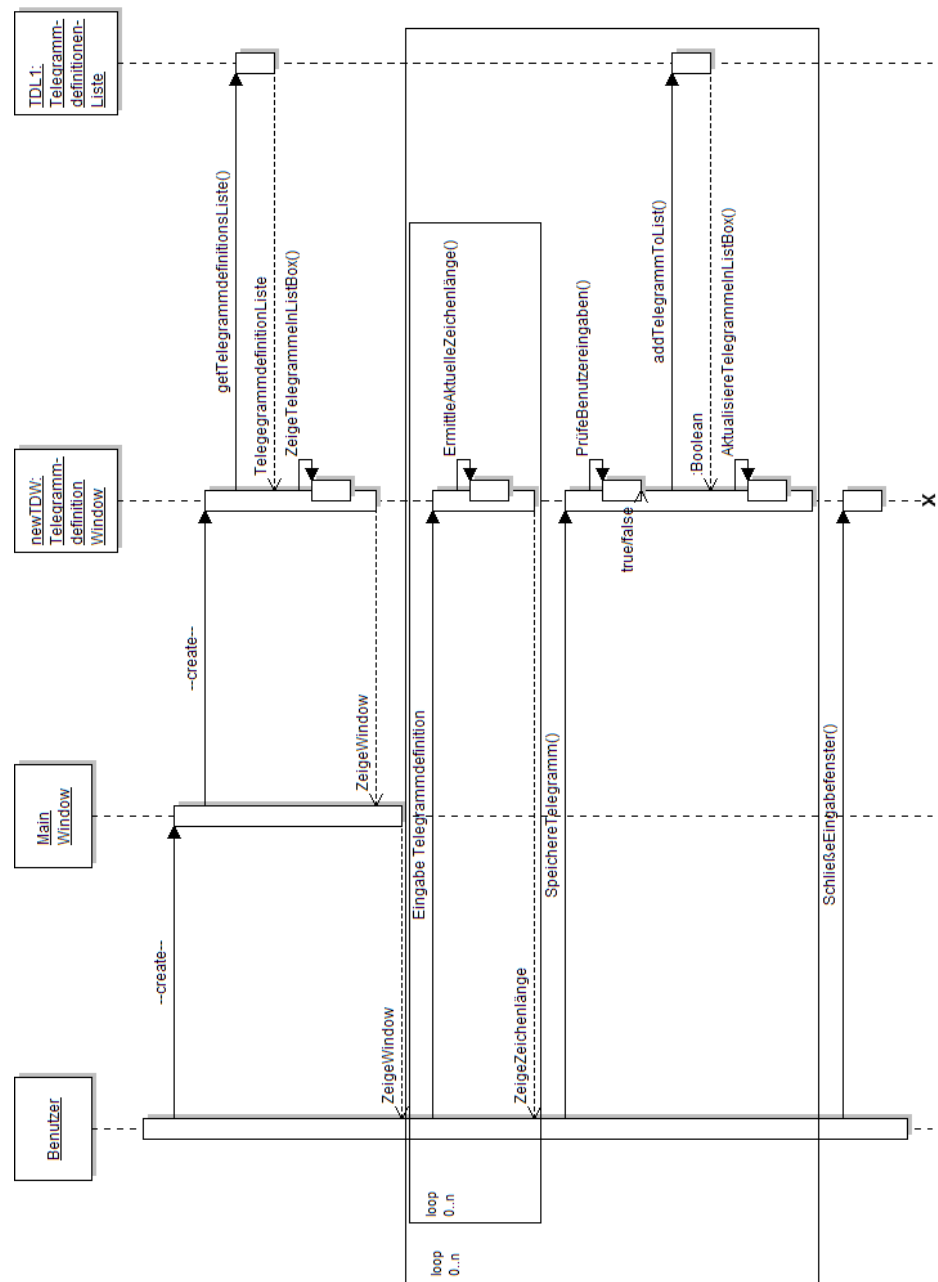 Benutzer
Main
Window
newTDW:
Telegramm-
definition
Window
TDL1:
Telegramm-
definitionen-
Liste
--create--
--create--
getTelegrammdefinitionsListe()
TelegegrammdefinitionListe
ZeigeTelegrammeInListBox()
ZeigeWindow
ZeigeWindow
loop
0..n
loop
0..n
Eingabe Telegrammdefinition
ErmittleAktuelleZeichenlänge()
ZeigeZeichenlänge
SpeichereTelegramm()
PrüfeBenutzereingaben()
true/false
addTelegrammToList()
:Boolean
AktualisiereTelegrammeInListBox()
SchließeEingabefenster()
X